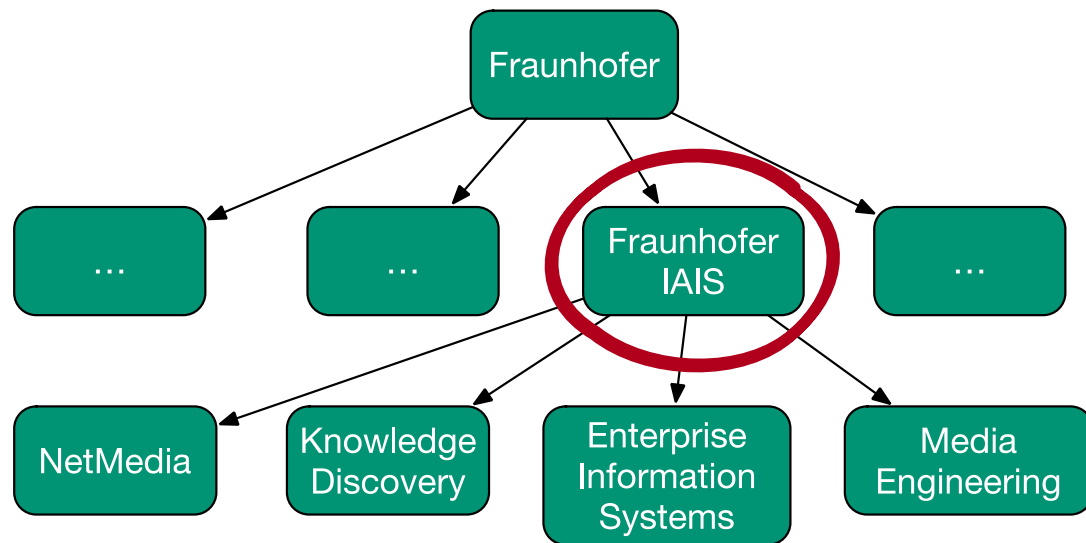 Fraunhofer
...
...
Fraunhofer
IAIS
...
NetMedia
Knowledge
Discovery
Enterprise
Information
Systems
Media
Engineering